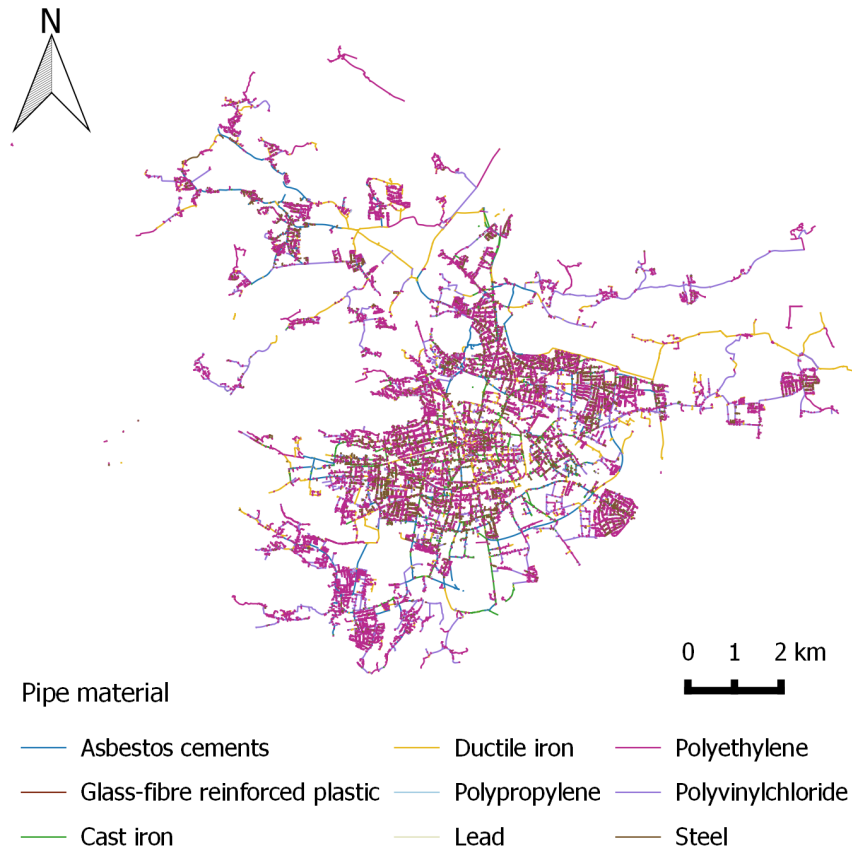 N
0 1 2 km
Pipe material
Asbestos cements Ductile iron Polyethylene
Glass-fibre reinforced plastic Polypropylene Polyvinylchloride
Cast iron Lead Steel